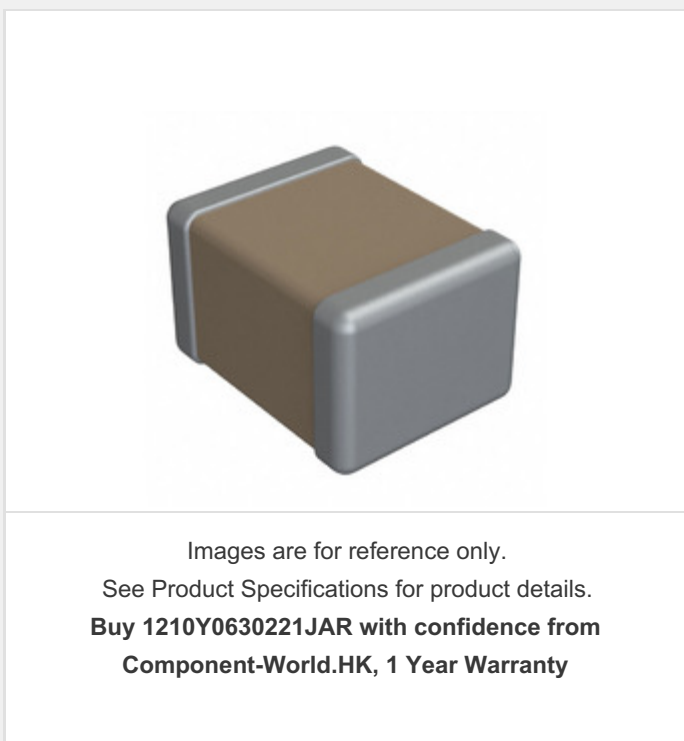 Images are for reference only.
See Product Specifications for product details.
Buy 1210Y0630221JAR with confidence from
Component-World.HK, 1 Year Warranty